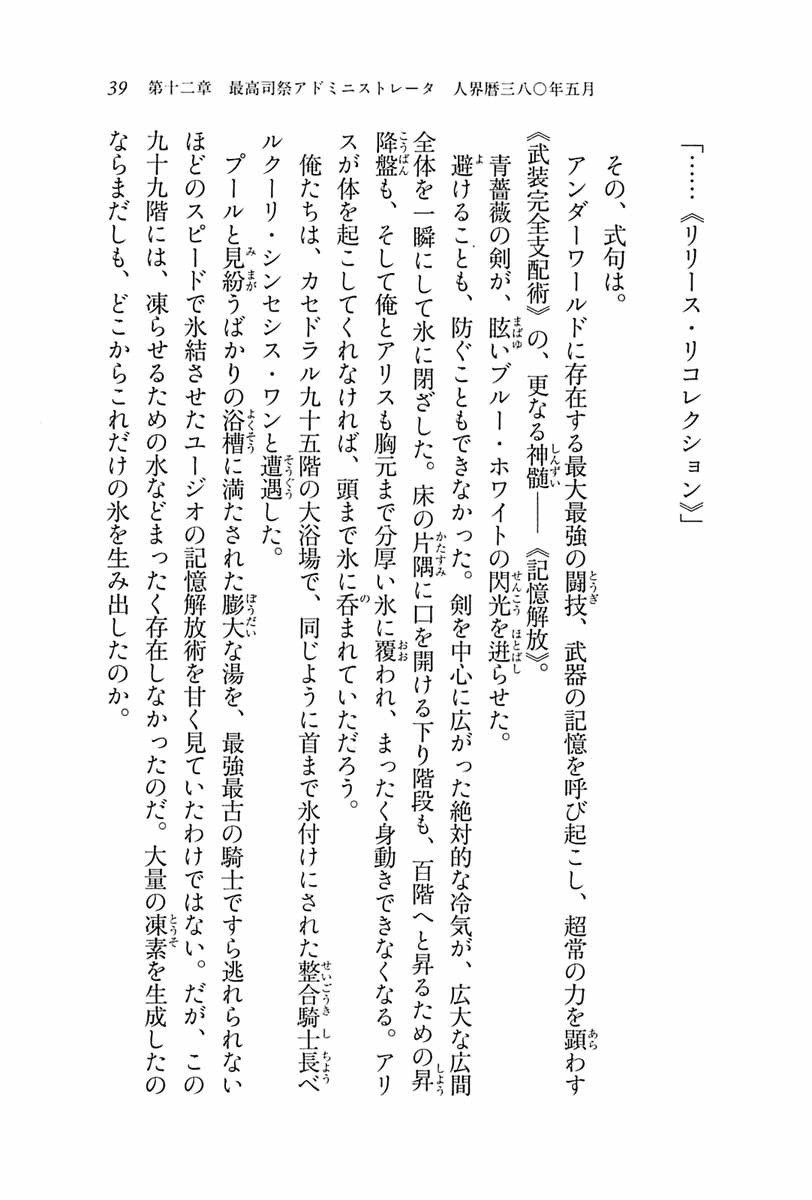 39　第十二章　最高司祭アドミニストレータ　人界暦三八〇年五月
「……《リリース・リコレクション》」
その、式句は。
アンダーワールドに存在する最大最強の闘技、武器の記憶を呼び起こし、超常の力を顕わす
《武装完全支配術》の、更なる神髄――《記憶解放》。
青薔薇の剣が、眩いブルー・ホワイトの閃光を迸らせた。
避けることも、防ぐこともできなかった。剣を中心に広がった絶対的な冷気が、広大な広間
全体を一瞬にして氷に閉ざした。床の片隅に口を開ける下り階段も、百階へと昇るための昇
降盤も、そして俺とアリスも胸元まで分厚い氷に覆われ、まったく身動きできなくなる。アリ
スが体を起こしてくれなければ、頭まで氷に呑まれていただろう。
俺たちは、カセドラル九十五階の大浴場で、同じように首まで氷付けにされた整合騎士長ベ
ルクーリ・シンセシス・ワンと遭遇した。
プールと見紛うばかりの浴槽に満たされた膨大な湯を、最強最古の騎士ですら逃れられない
ほどのスピードで氷結させたユージオの記憶解放術を甘く見ていたわけではない。だが、この
九十九階には、凍らせるための水などまったく存在しなかったのだ。大量の凍素を生成したの
ならまだしも、どこからこれだけの氷を生み出したのか。